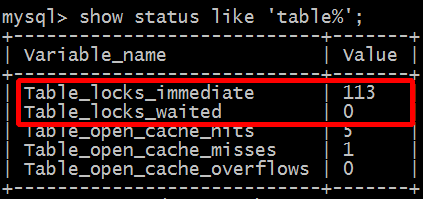 mysql> show status like 'table%';
+----------------------------+-------+
| Variable_name | Value |
+----------------------------+-------+
| Table_locks_immediate | 113
| Table_locks_waited | 0
| Table_open_cache_hits | 5 |
| Table_open_cache_misses | 1 |
| Table_open_cache_overflows | 0 |
+----------------------------+-------+